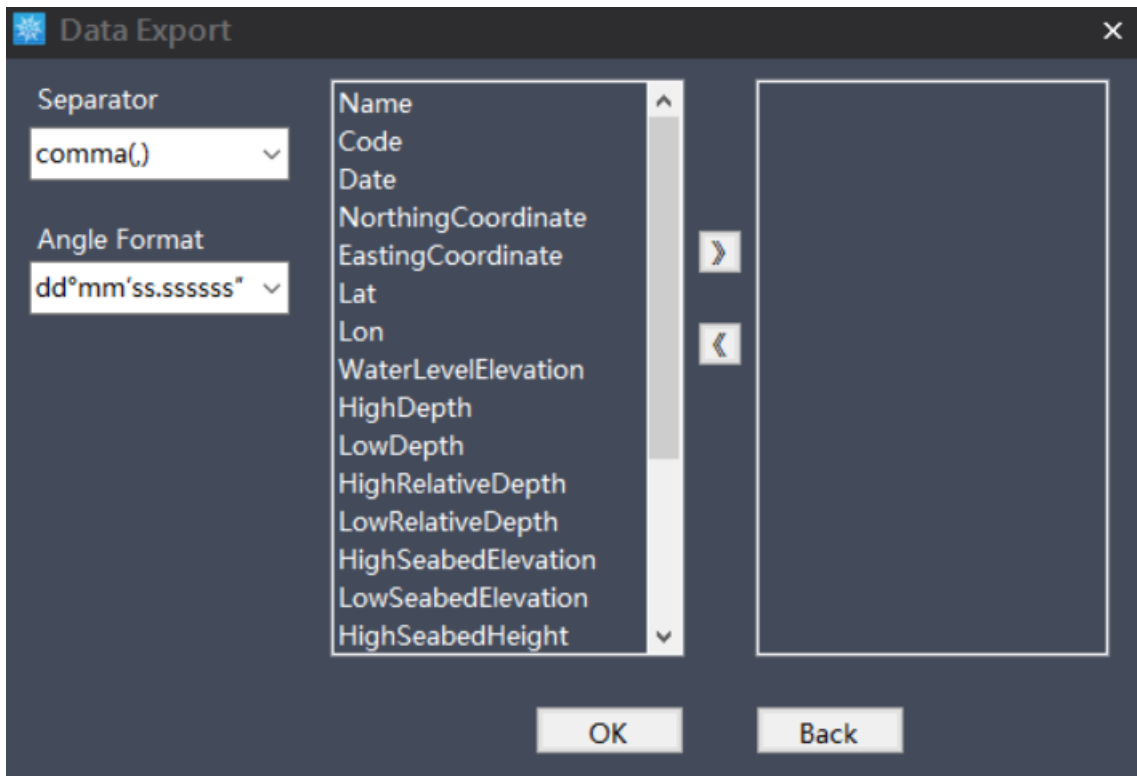 Data Export
Separator
comma(,)
Angle Format
dd°mm'ss.ssssss"
Name
Code
Date
NorthingCoordinate
EastingCoordinate
Lat
Lon
WaterLevelElevation
HighDepth
LowDepth
HighRelativeDepth
LowRelativeDepth
HighSeabedElevation
LowSeabedElevation
HighSeabedHeight
》
《
OK
Back